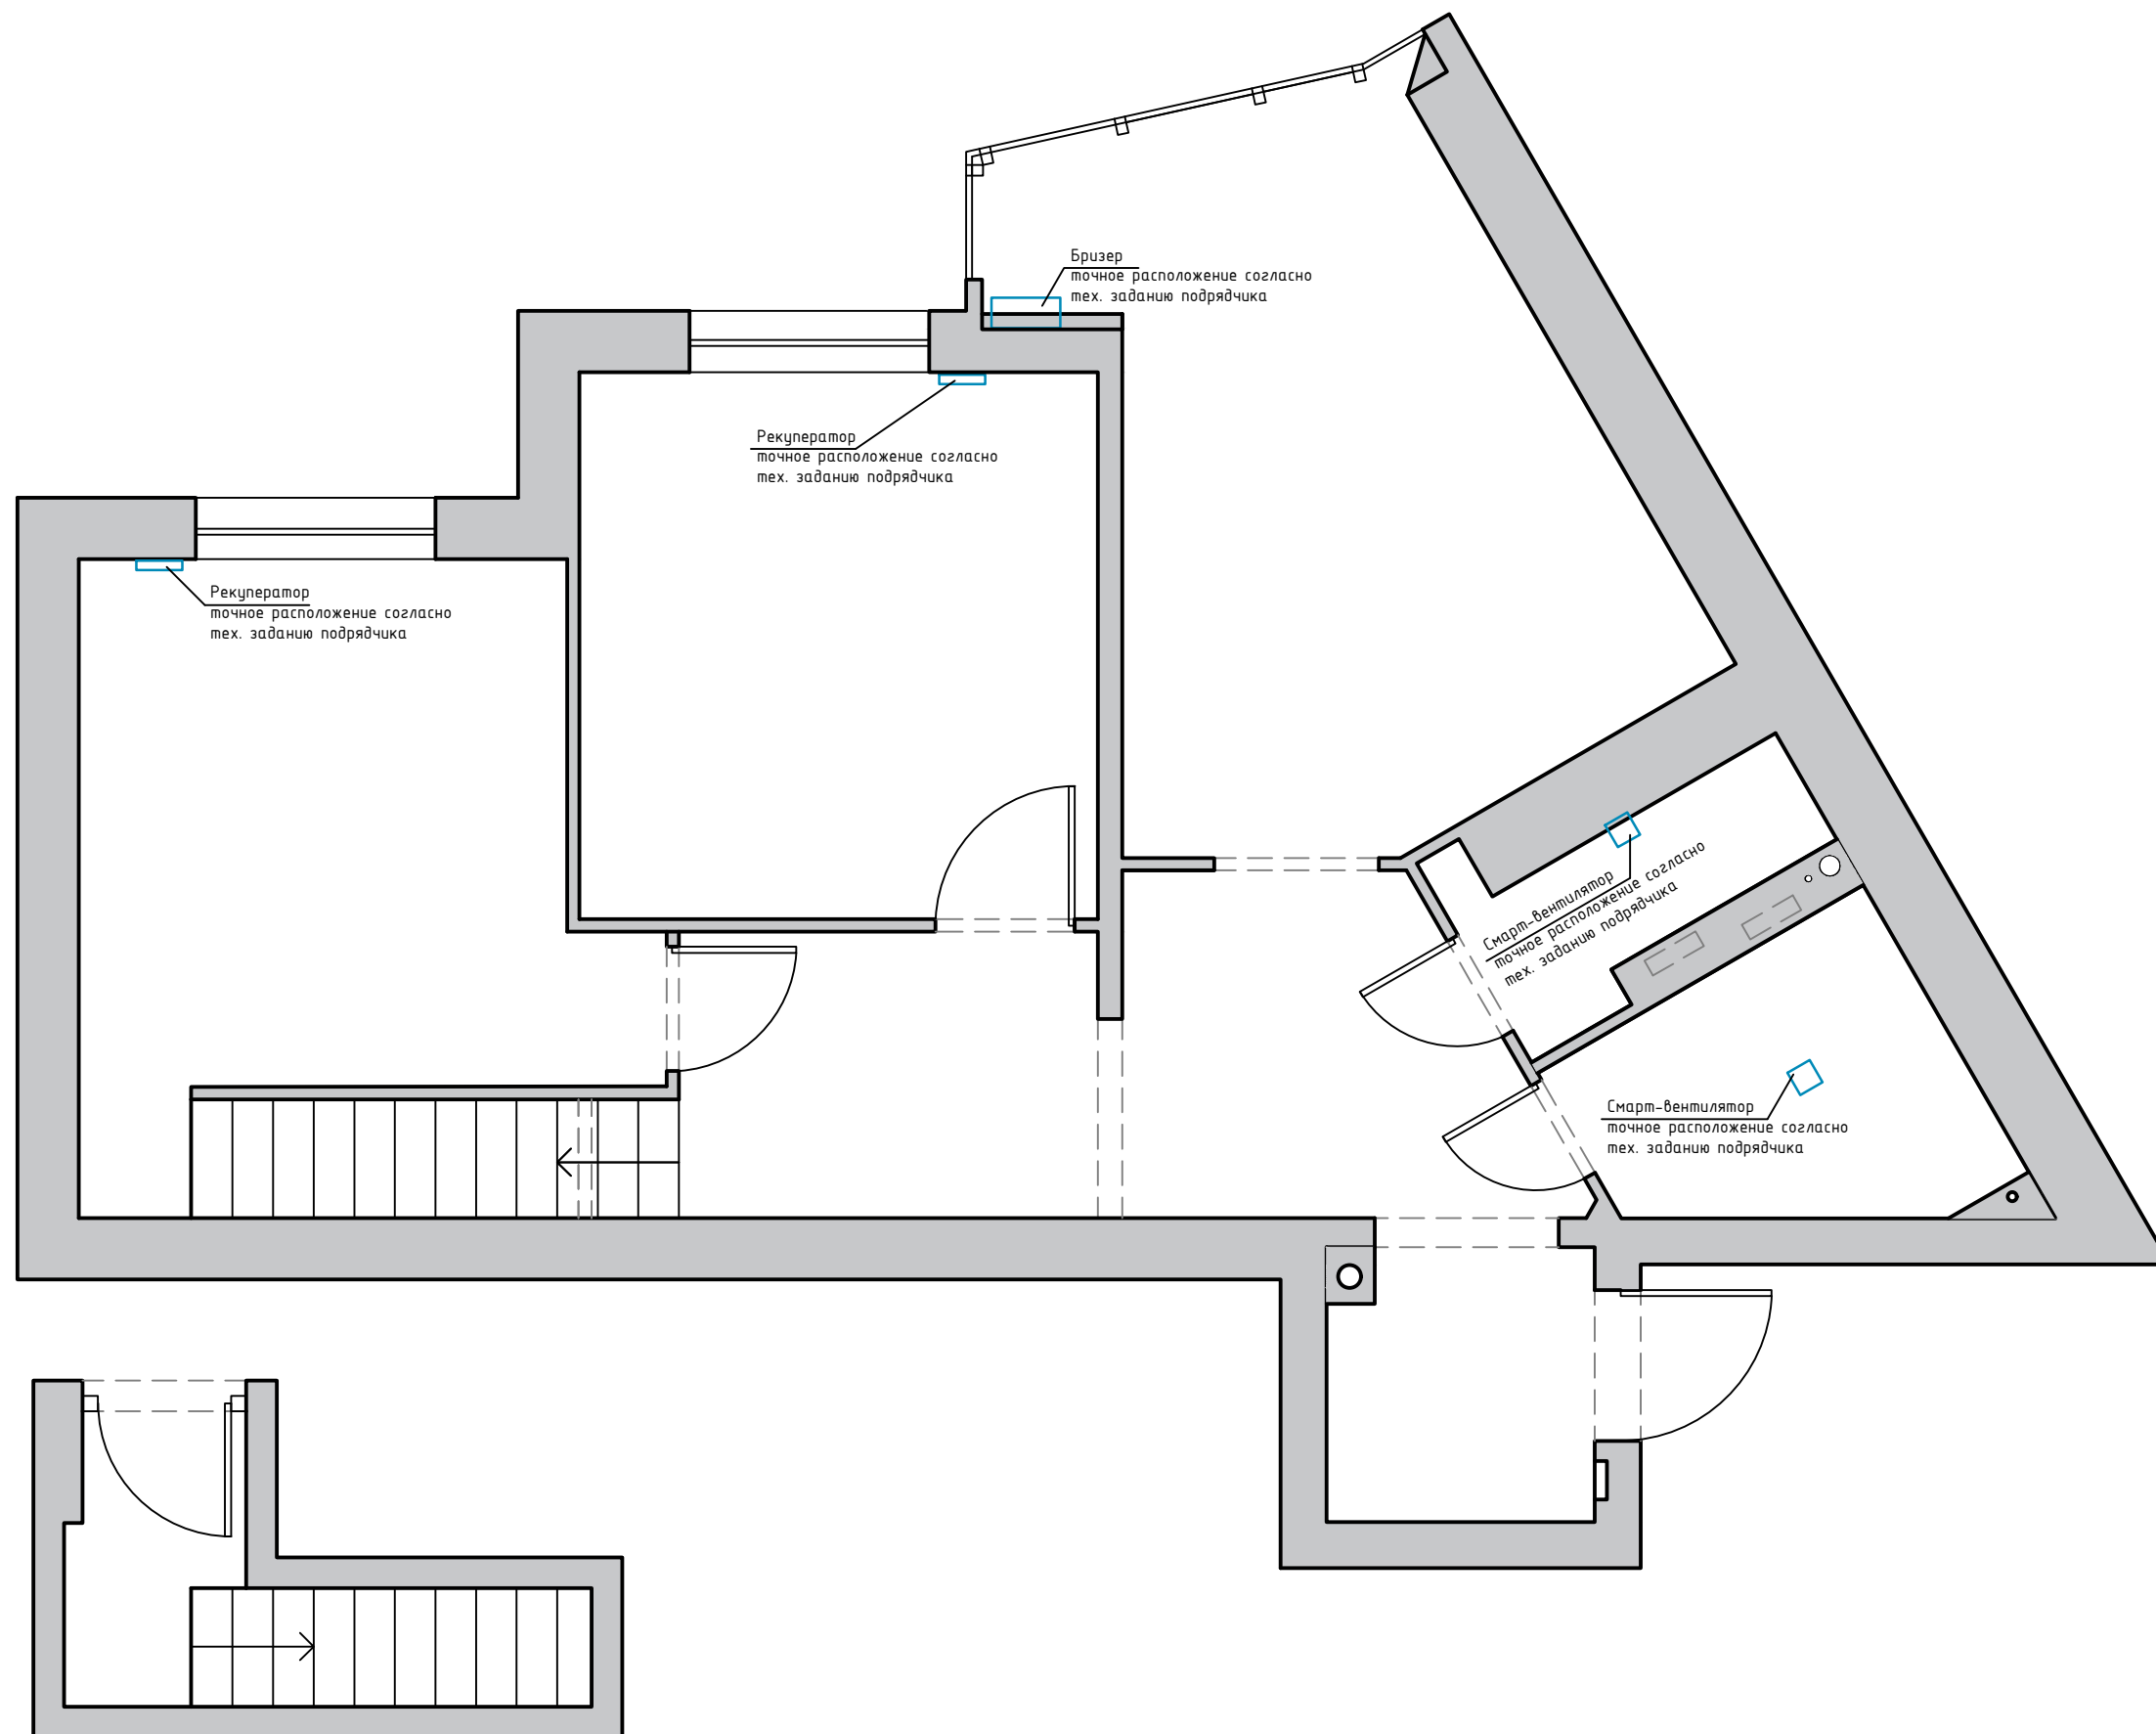 Бризер
точное расположение согласно
тех. заданию подрядчика
Рекуператор
точное расположение согласно
тех. заданию подрядчика
Рекуператор
точное расположение согласно
тех. заданию подрядчика
Смарт-вентилятор
точное расположение согласно
тех. заданию подрядчика
Смарт-вентилятор
точное расположение согласно
тех. заданию подрядчика